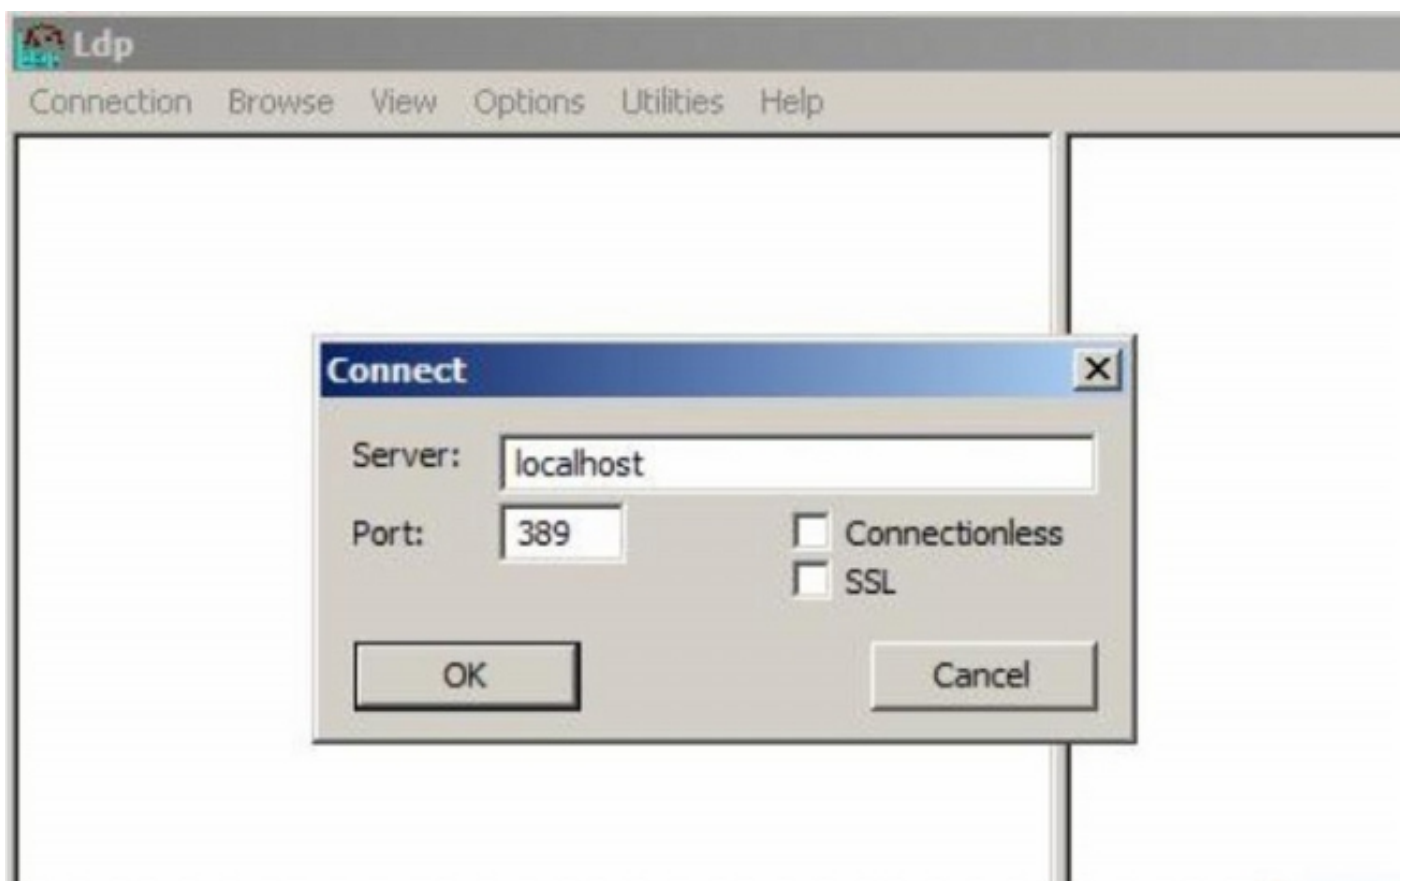 Ldp
Connection Browse View Options Utilities Help
Connect
Server: localhost
Port: 389 Connectionless
SSL
OK Cancel